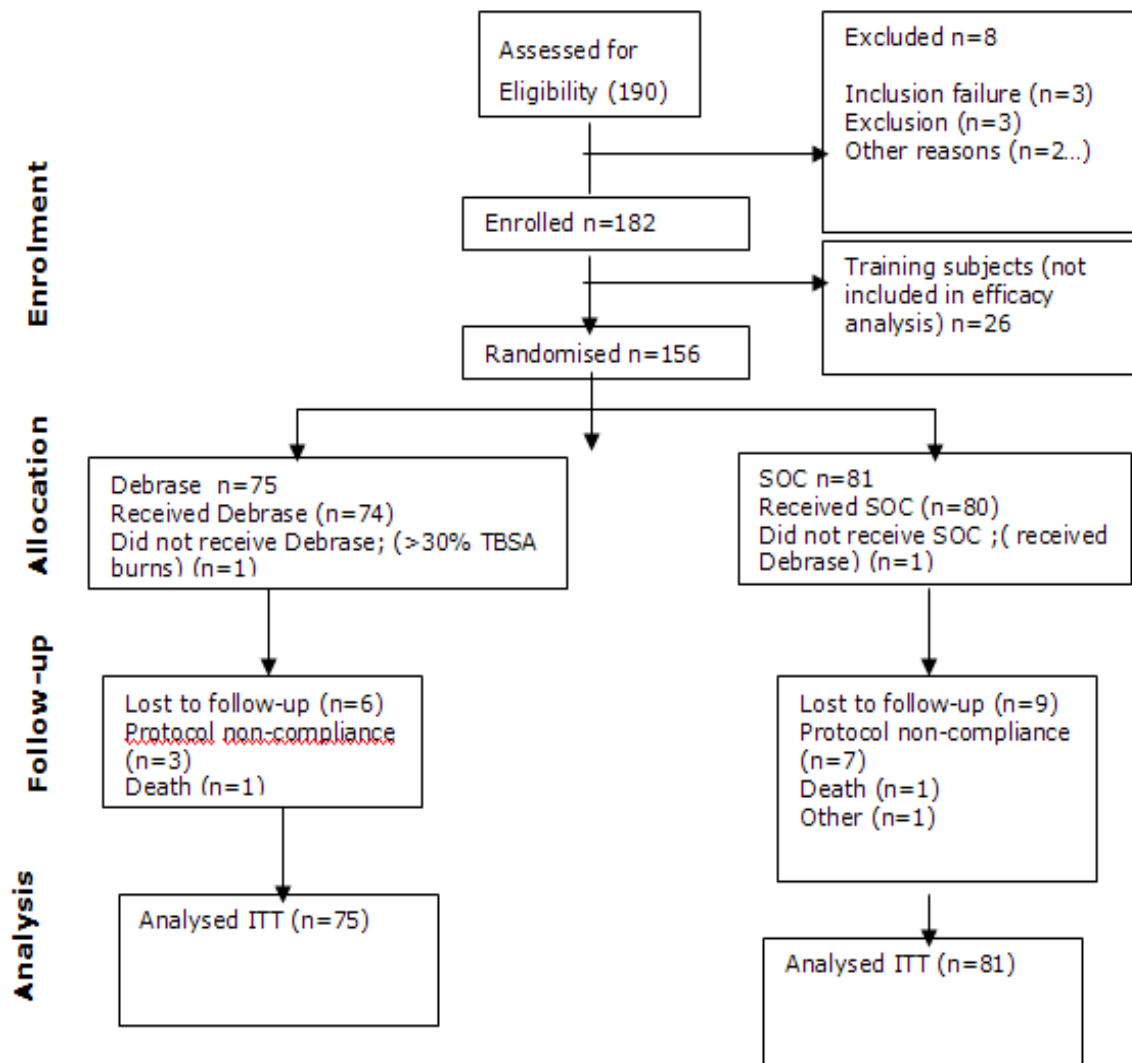 Assessed for
Eligibility (190)
Excluded n=8
Inclusion failure (n=3)
Exclusion (n=3)
Other reasons (n=2...)
Enrolment
Enrolled n=182
Training subjects (not
included in efficacy
analysis) n=26
Randomised n=156
Allocation
Debrase n=75
Received Debrase (n=74)
Did not receive Debrase; (>30% TBSA
burns) (n=1)
SOC n=81
Received SOC (n=80)
Did not receive SOC ;( received
Debrase) (n=1)
Follow-up
Lost to follow-up (n=6)
Protocol non-compliance
(n=3)
Death (n=1)
Lost to follow-up (n=9)
Protocol non-compliance
(n=7)
Death (n=1)
Other (n=1)
Analysis
Analysed ITT (n=75)
Analysed ITT (n=81)